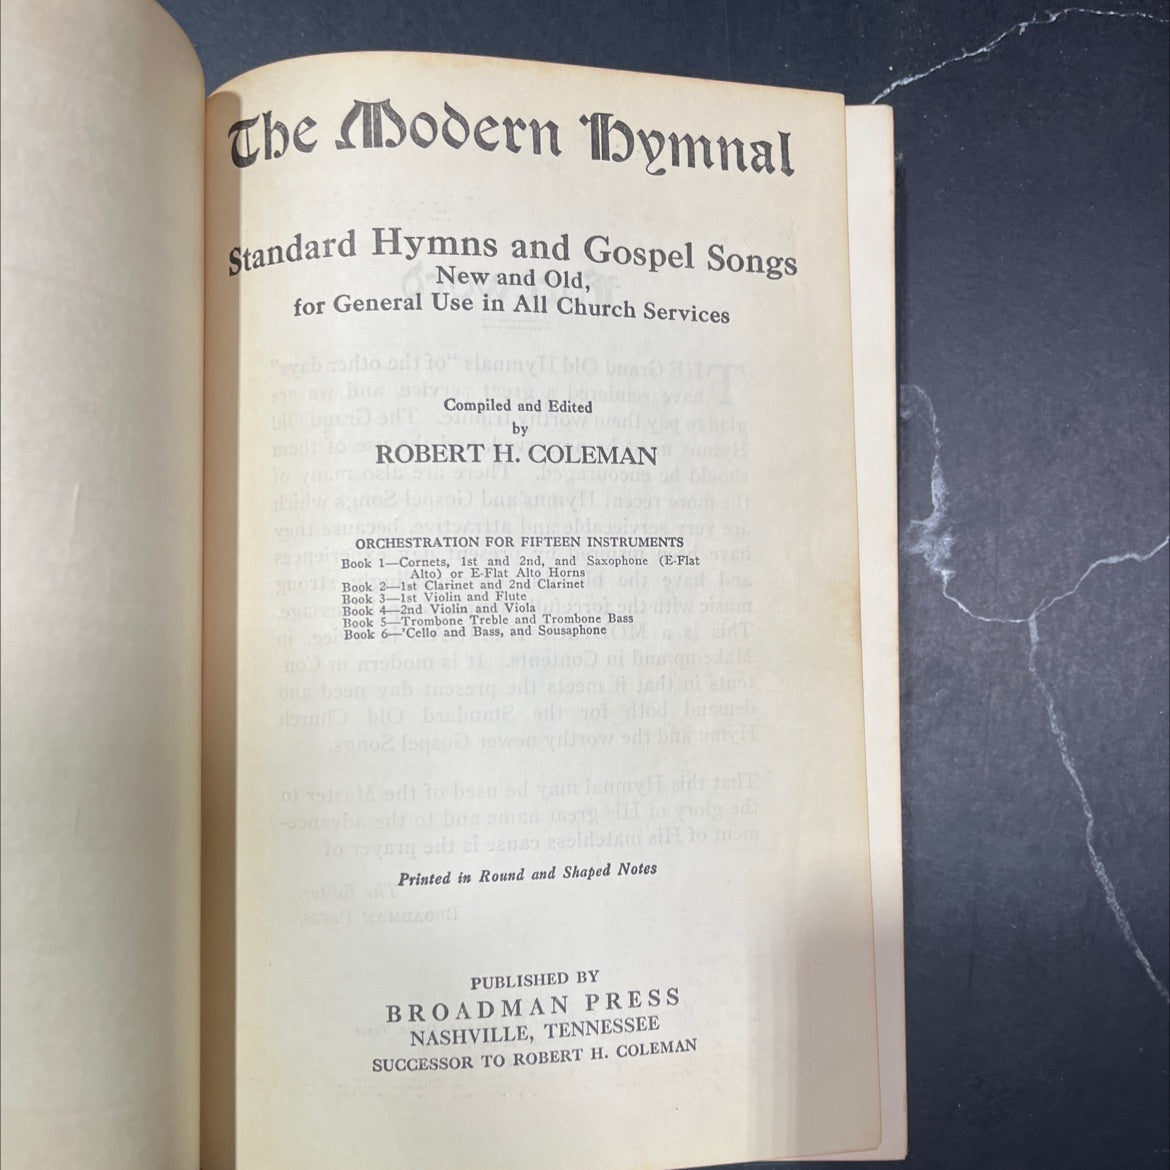 The Modern Hymnal
Standard Hymns and Gospel Songs
New and Old,
for General Use in All Church Services
Compiled and Edited
by
ROBERT H. COLEMAN
ORCHESTRATION FOR FIFTEEN INSTRUMENTS
Book 1—Cornets, 1st and 2nd, and Saxophone (E-Flat
Alto) or E-Flat Alto Horns
Book 2—1st Clarinet and 2nd Clarinet
Book 3—1st Violin and Flute
Book 4—2nd Violin and Viola
Book 5—Trombone Treble and Trombone Bass
Book 6—'Cello and Bass, and Sousaphone
Printed in Round and Shaped Notes
PUBLISHED BY
BROADMAN PRESS
NASHVILLE, TENNESSEE
SUCCESSOR TO ROBERT H. COLEMAN